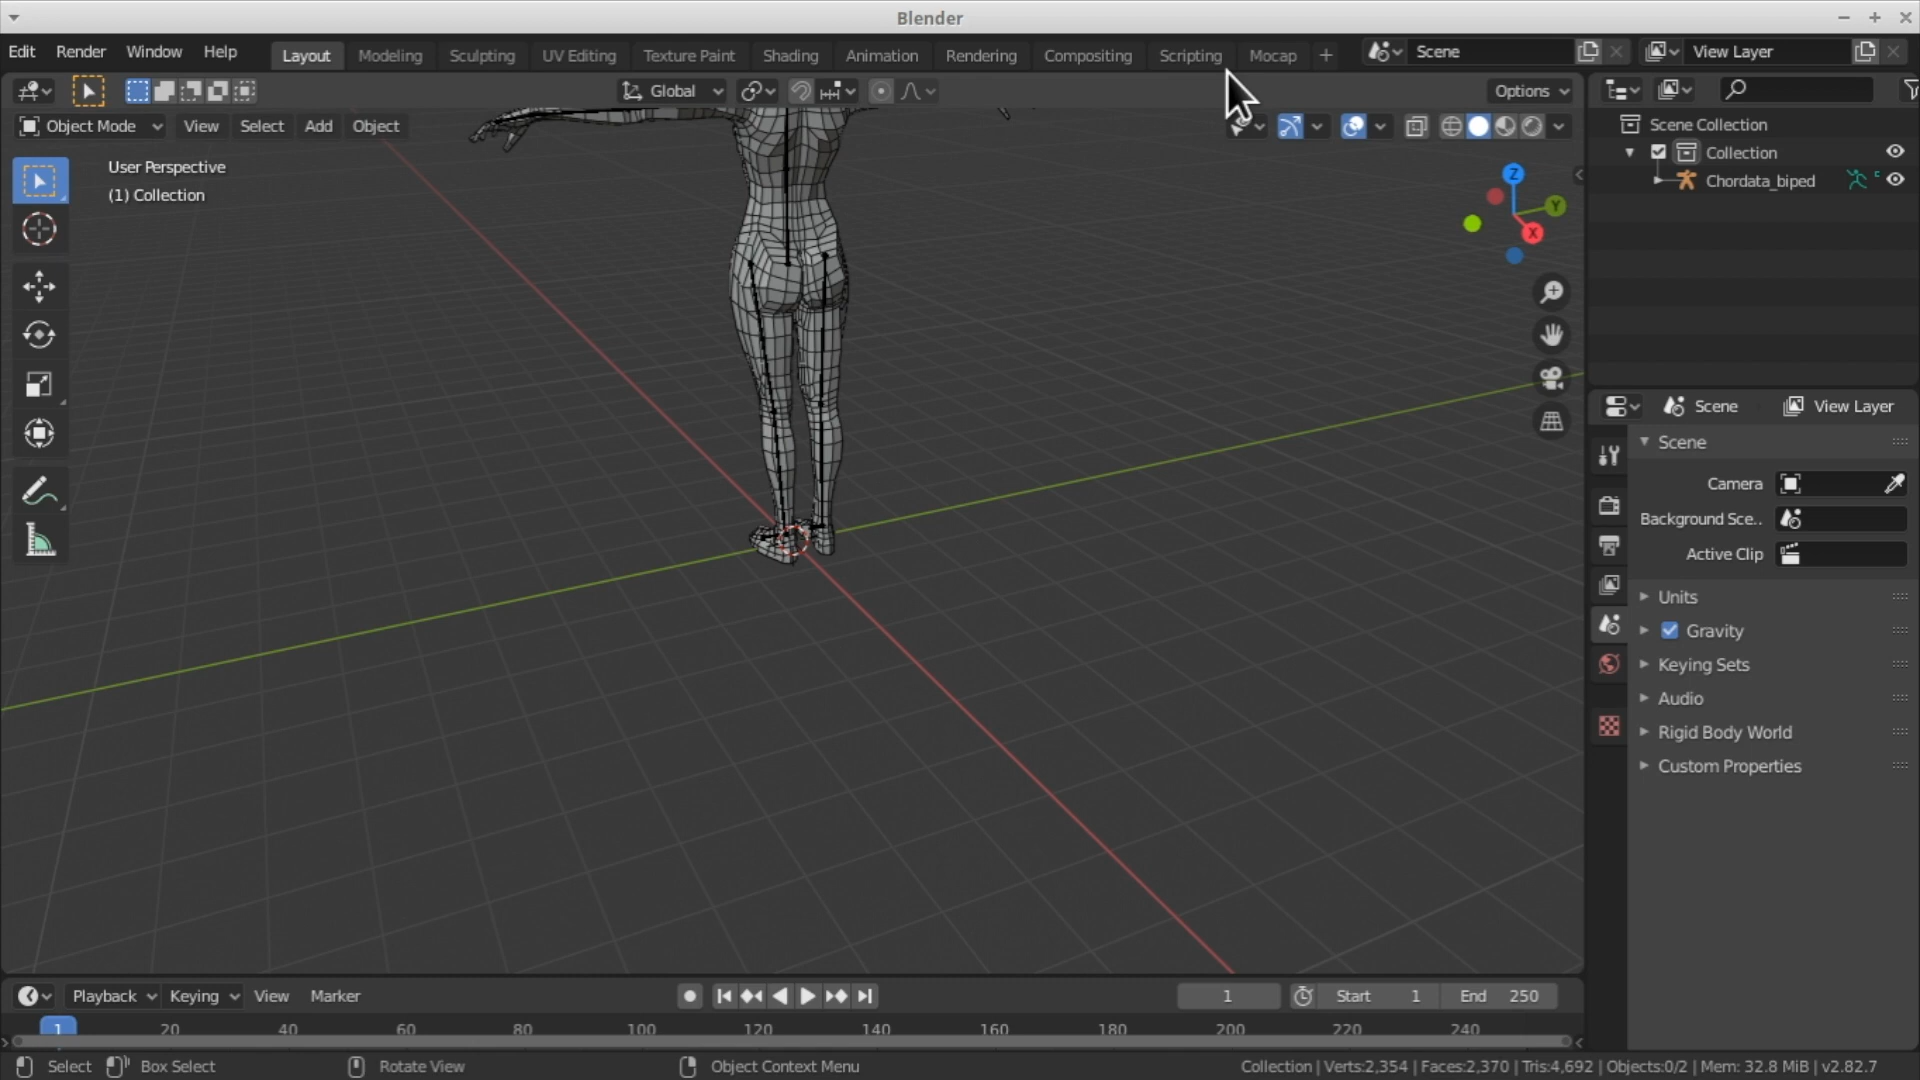 Blender
Edit Render Window Help Layout Modeling Sculpting UV Editing Texture Paint Shading Animation Rendering Compositing Scripting Mocap + Scene View Layer
Global Options
Object Mode View Select Add Object
User Perspective
(1) Collection
Z
Y
X
Scene Collection
Collection
Chordata_biped
Scene View Layer
Scene
Camera
Background Sce..
Active Clip
Units
Gravity
Keying Sets
Audio
Rigid Body World
Custom Properties
Playback Keying View Marker 1 Start 1 End 250
1 20 40 60 80 100 120 140 160 180 200 220 240
Select Box Select Rotate View Object Context Menu Collection | Verts:2,354 | Faces:2,370 | Tris:4,692 | Objects:0/2 | Mem: 32.8 MiB | v2.82.7